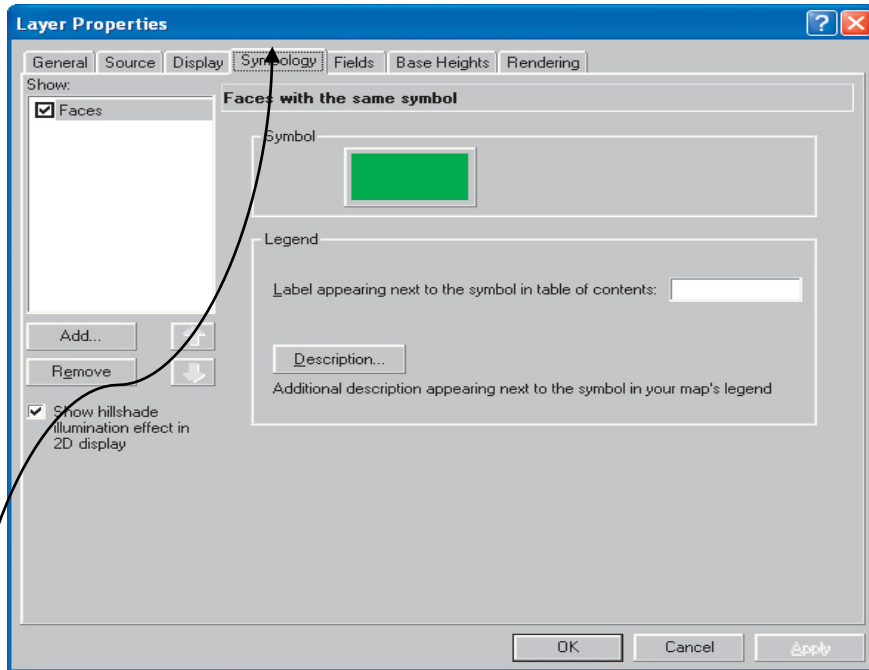 Layer Properties
General Source Display Symbology Fields Base Heights Rendering
Show:
Faces
Add...
Remove
Show hillshade
illumination effect in
2D display
Faces with the same symbol
Symbol
Legend
Label appearing next to the symbol in table of contents:
Description...
Additional description appearing next to the symbol in your map's legend
OK Cancel Apply